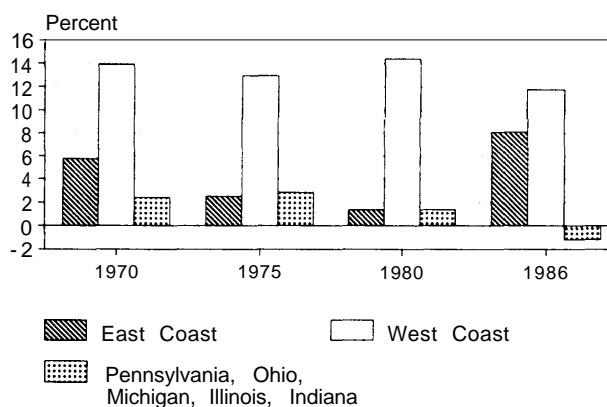 Percent
16
14
12
10
8
6
4
2
0
-2
1970 1975 1980 1986
East Coast West Coast
Pennsylvania, Ohio,
Michigan, Illinois, Indiana